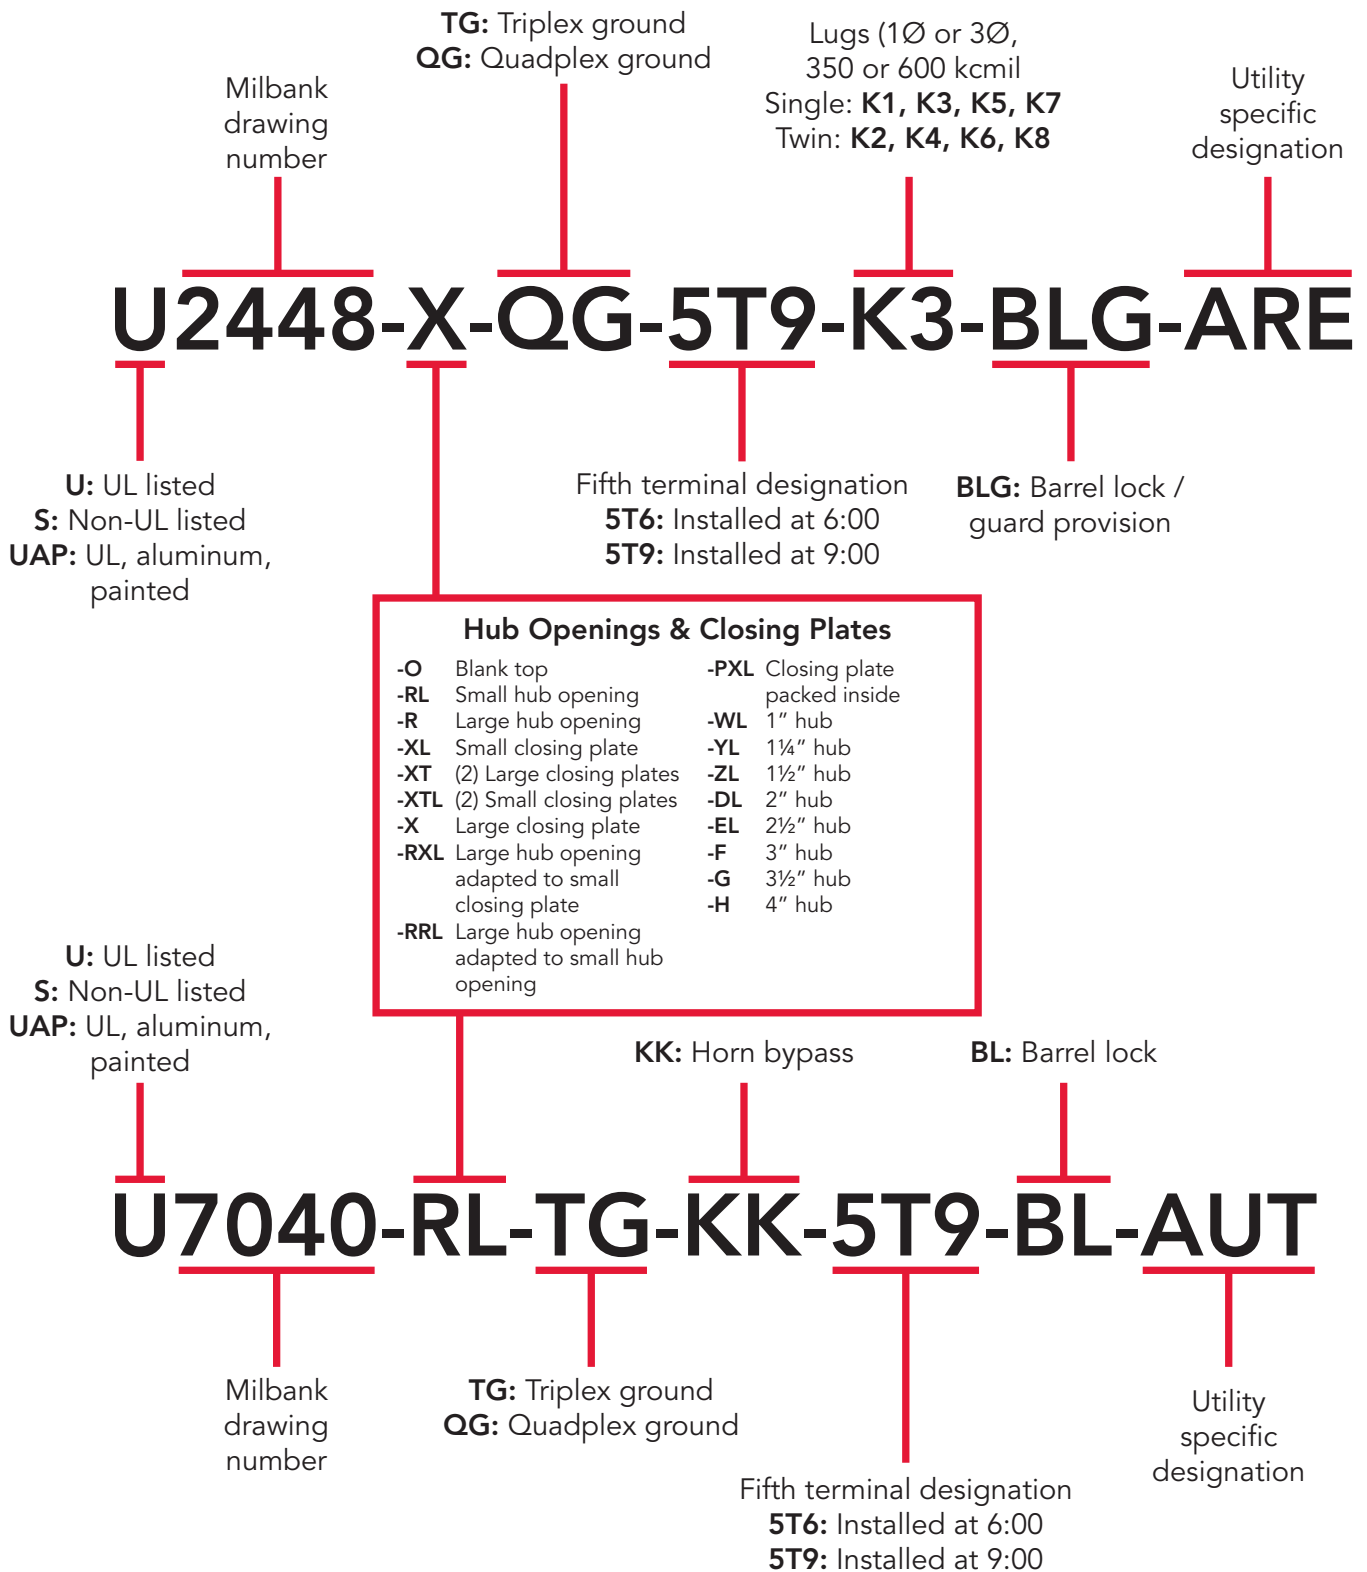 TG: Triplex ground
QG: Quadplex ground
Lugs (1Ø or 3Ø,
350 or 600 kcmil
Single: K1, K3, K5, K7
Twin: K2, K4, K6, K8
Milbank
drawing
number
Utility
specific
designation
U2448-X-QG-5T9-K3-BLG-ARE
U: UL listed
S: Non-UL listed
UAP: UL, aluminum,
painted
Fifth terminal designation
5T6: Installed at 6:00
5T9: Installed at 9:00
BLG: Barrel lock /
guard provision
Hub Openings & Closing Plates
-O Blank top
-RL Small hub opening
-R Large hub opening
-XL Small closing plate
-XT (2) Large closing plates
-XTL (2) Small closing plates
-X Large closing plate
-RXL Large hub opening
adapted to small
closing plate
-RRL Large hub opening
adapted to small hub
opening
-PXL Closing plate
packed inside
-WL 1” hub
-YL 1¼” hub
-ZL 1½” hub
-DL 2” hub
-EL 2½” hub
-F 3” hub
-G 3½” hub
-H 4” hub
U: UL listed
S: Non-UL listed
UAP: UL, aluminum,
painted
KK: Horn bypass
BL: Barrel lock
U7040-RL-TG-KK-5T9-BL-AUT
Milbank
drawing
number
TG: Triplex ground
QG: Quadplex ground
Fifth terminal designation
5T6: Installed at 6:00
5T9: Installed at 9:00
Utility
specific
designation